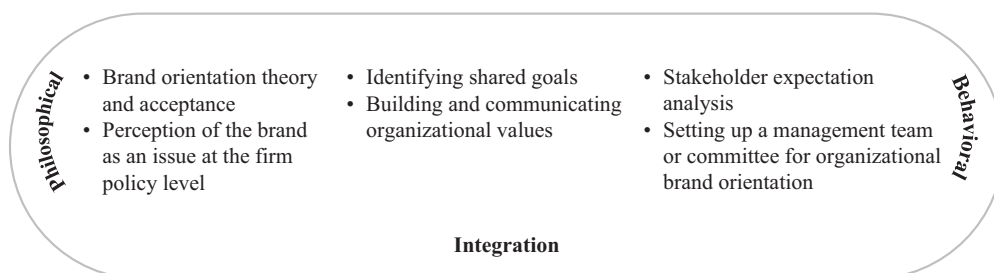 Philosophical
• Brand orientation theory
and acceptance
• Perception of the brand
as an issue at the firm
policy level
• Identifying shared goals
• Building and communicating
organizational values
• Stakeholder expectation
analysis
• Setting up a management team
or committee for organizational
brand orientation
Behavioral
Integration